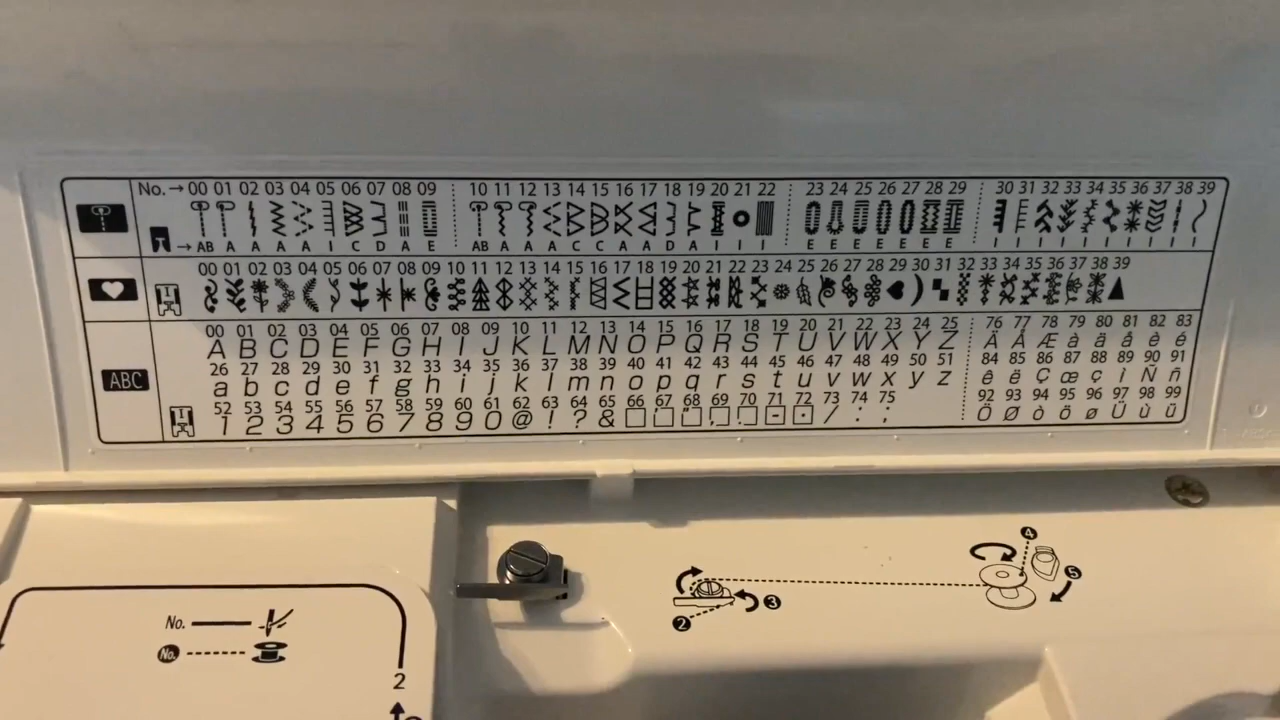 No.→ 00 01 02 03 04 05 06 07 08 09 10 11 12 13 14 15 16 17 18 19 20 21 22 23 24 25 26 27 28 29 30 31 32 33 34 35 36 37 38 39
→ AB A A A A I C D A E AB A A A C C A A D A I I I E E E E E E E I I I I I I I I I I
00 01 02 03 04 05 06 07 08 09 10 11 12 13 14 15 16 17 18 19 20 21 22 23 24 25 26 27 28 29 30 31 32 33 34 35 36 37 38 39
00 01 02 03 04 05 06 07 08 09 10 11 12 13 14 15 16 17 18 19 20 21 22 23 24 25 76 77 78 79 80 81 82 83
A B C D E F G H I J K L M N O P Q R S T U V W X Y Z Ä Å Æ à ä â è é
ABC
26 27 28 29 30 31 32 33 34 35 36 37 38 39 40 41 42 43 44 45 46 47 48 49 50 51 84 85 86 87 88 89 90 91
a b c d e f g h i j k l m n o p q r s t u v w x y z ê ë Ç œ ç ì Ñ ñ
52 53 54 55 56 57 58 59 60 61 62 63 64 65 66 67 68 69 70 71 72 73 74 75 92 93 94 95 96 97 98 99
1 2 3 4 5 6 7 8 9 0 @ ! ? & _ - . , ' - · / : ; Ö Ø ò ö ø Ü ù ü
No.
No.
2
2
3
4
5